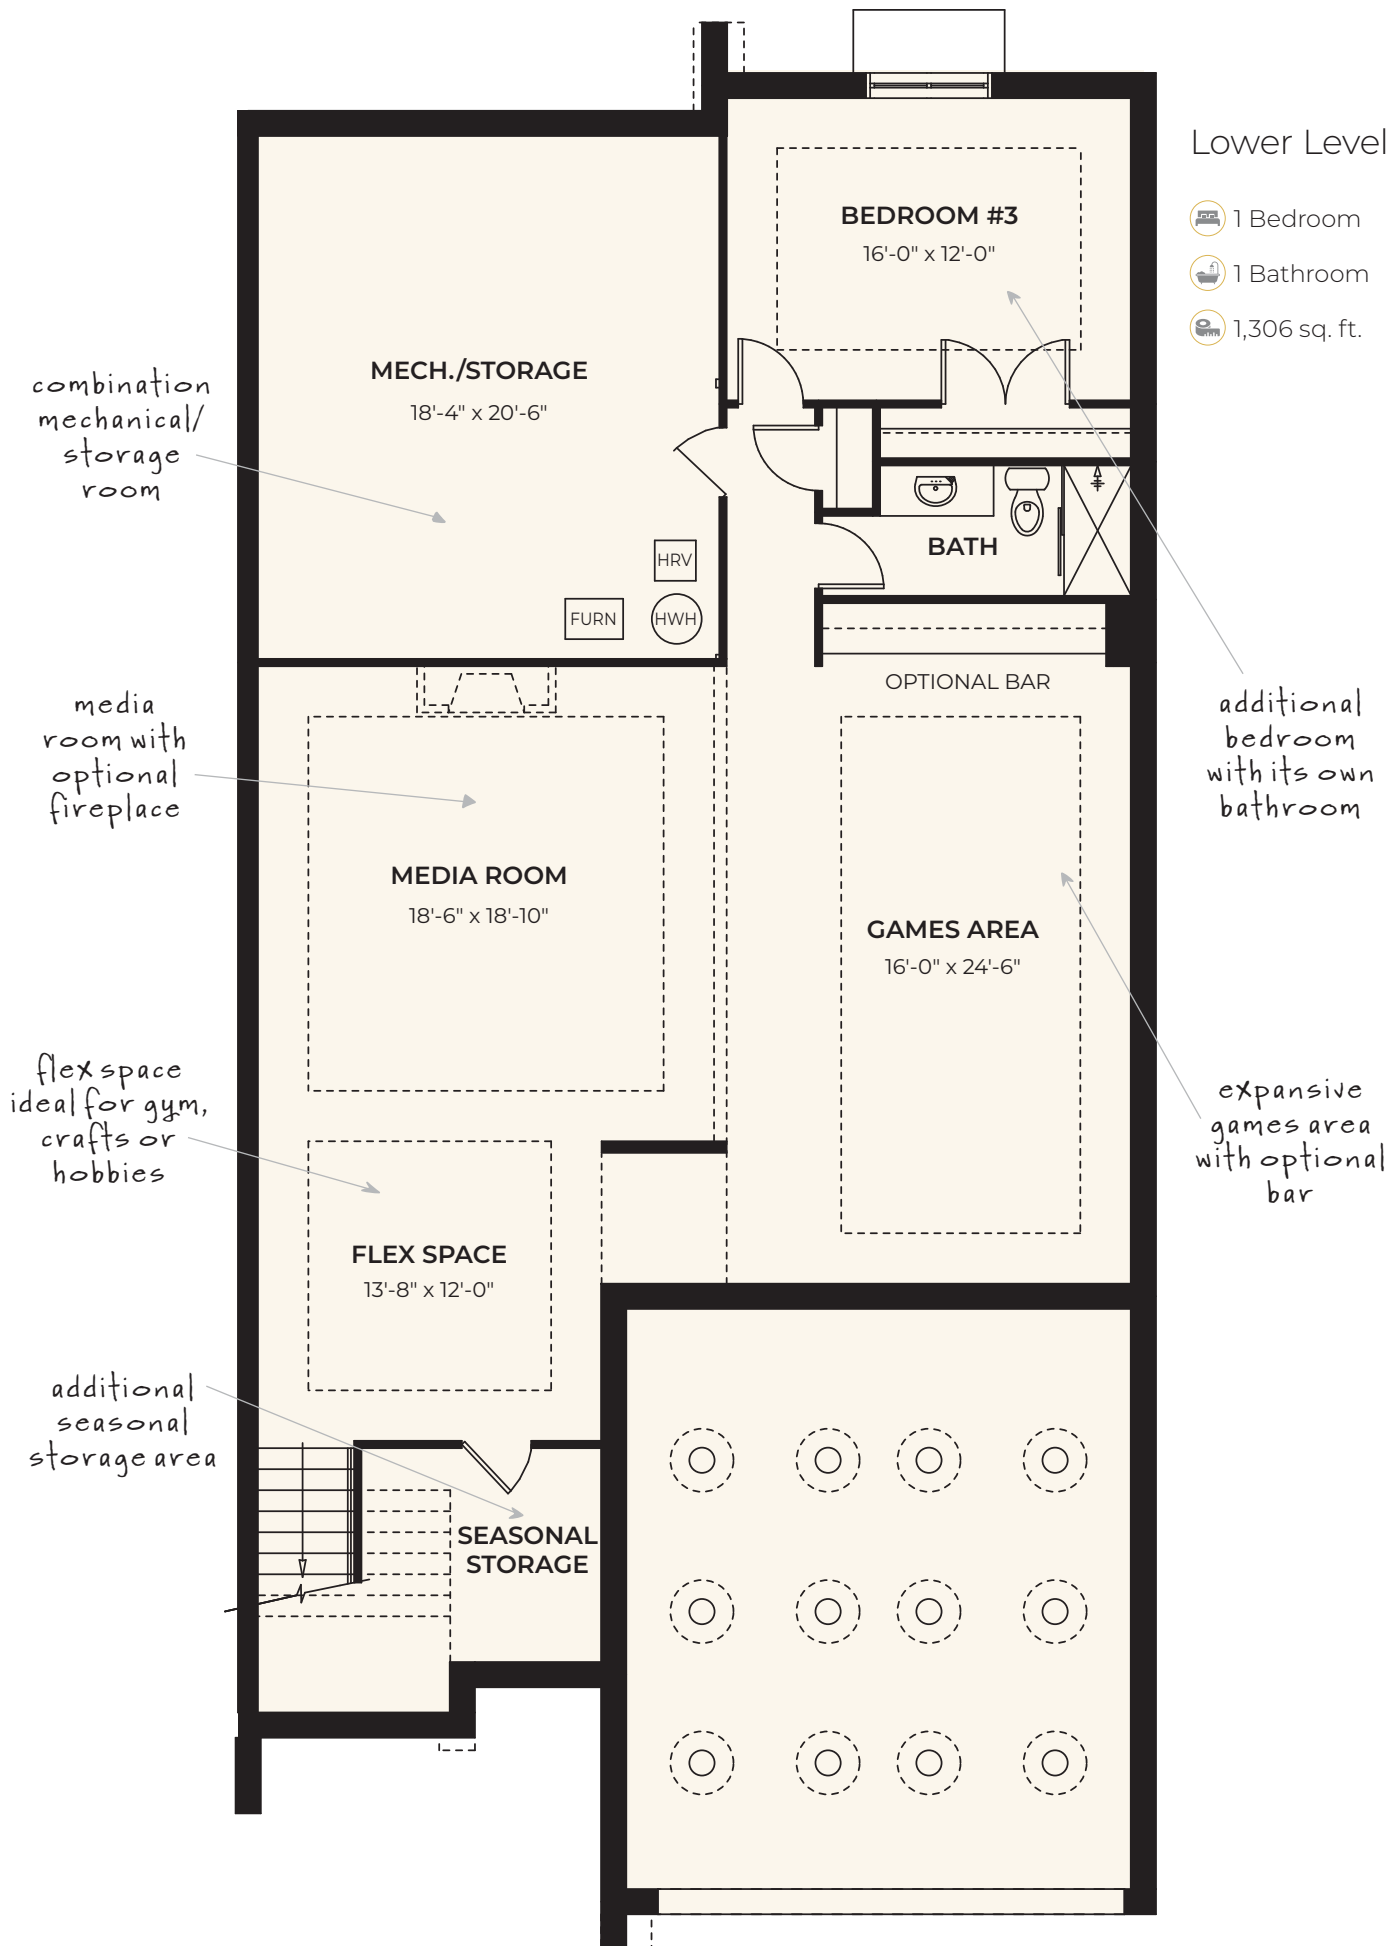 Lower Level
1 Bedroom
1 Bathroom
1,306 sq. ft.
BEDROOM #3
16'-0" x 12'-0"
MECH./STORAGE
18'-4" x 20'-6"
combination
mechanical/
storage
room
HRV
FURN
HWH
BATH
OPTIONAL BAR
media
room with
optional
fireplace
additional
bedroom
with its own
bathroom
MEDIA ROOM
18'-6" x 18'-10"
GAMES AREA
16'-0" x 24'-6"
flex space
ideal for gym,
crafts or
hobbies
expansive
games area
with optional
bar
FLEX SPACE
13'-8" x 12'-0"
additional
seasonal
storage area
SEASONAL
STORAGE